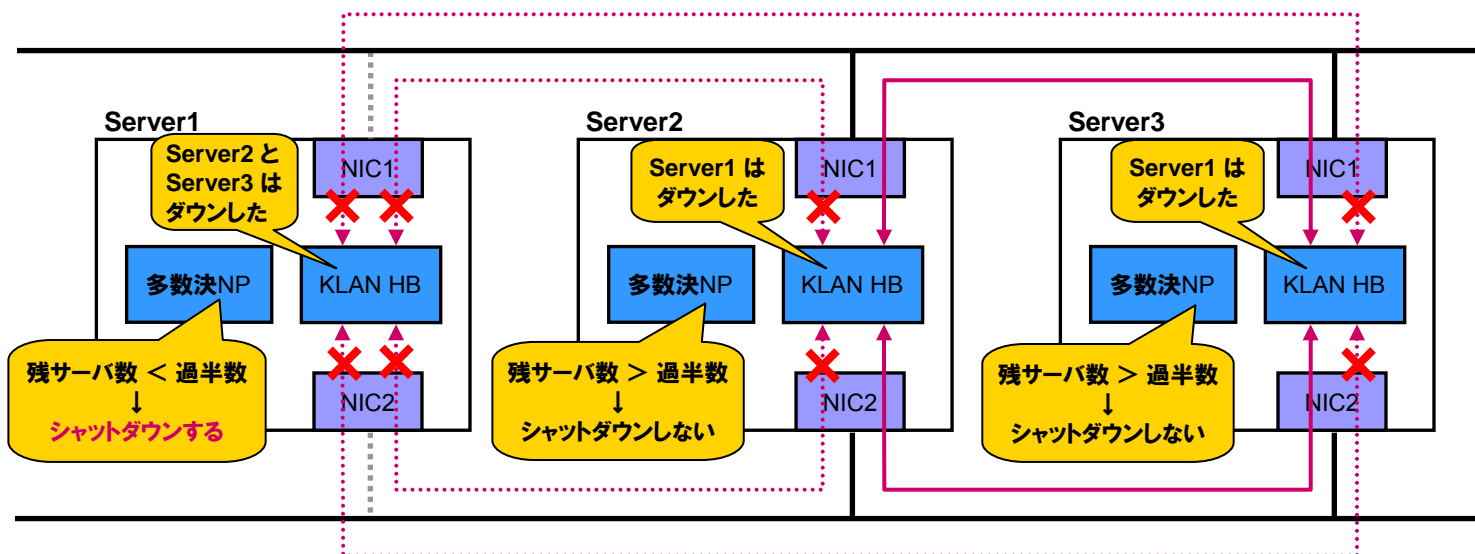 Server1
Server2 と
Server3 は
ダウンした
NIC1
多数決NP
KLAN HB
残サーバ数 < 過半数
↓
シャットダウンする
NIC2
Server2
Server1 は
ダウンした
NIC1
多数決NP
KLAN HB
残サーバ数 > 過半数
↓
シャットダウンしない
NIC2
Server3
Server1 は
ダウンした
NIC1
多数決NP
KLAN HB
残サーバ数 > 過半数
↓
シャットダウンしない
NIC2